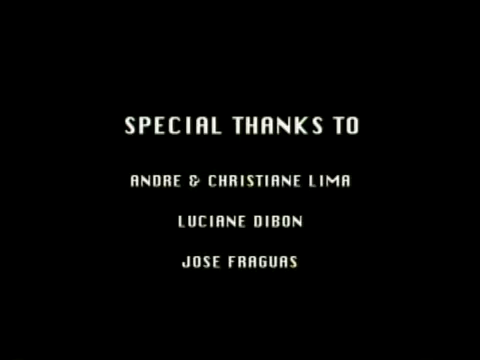 SPECIAL THANKS TO
ANDRE & CHRISTIANE LIMA
LUCIANE DIBON
JOSE FRAGUAS